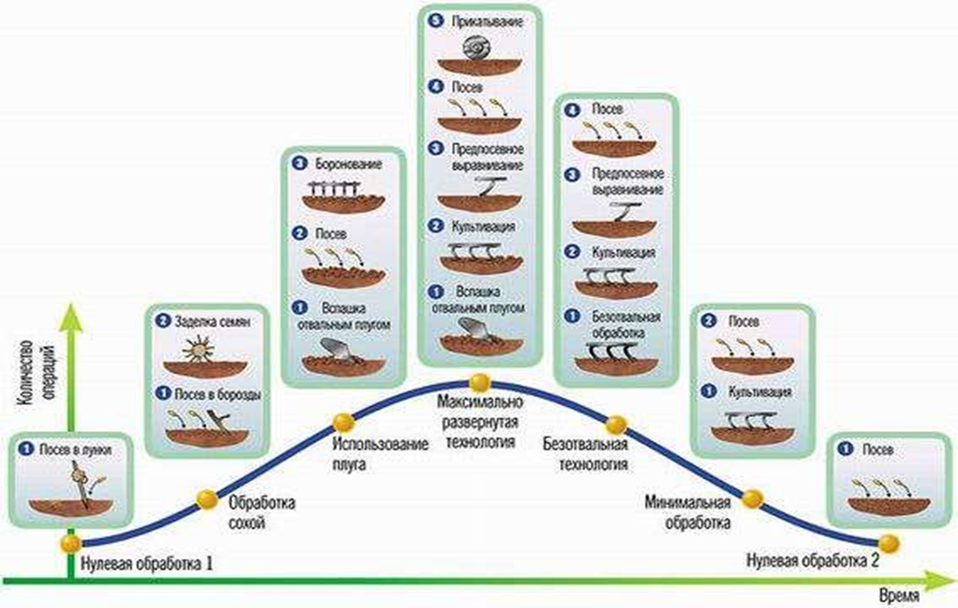 5 Прикатывание
4 Посев
3 Предпосевное
выравнивание
2 Культивация
1 Вспашка
отвальным плугом
4 Посев
3 Предпосевное
выравнивание
2 Культивация
1 Безотвальная
обработка
3 Боронование
2 Посев
1 Вспашка
отвальным плугом
2 Заделка семян
1 Посев в борозды
2 Посев
1 Культивация
1 Посев в лунки
1 Посев
Количество
операций
Максимально
развернутая
технология
Использование
плуга
Безотвальная
технология
Обработка
сохой
Минимальная
обработка
Нулевая обработка 1
Нулевая обработка 2
Время